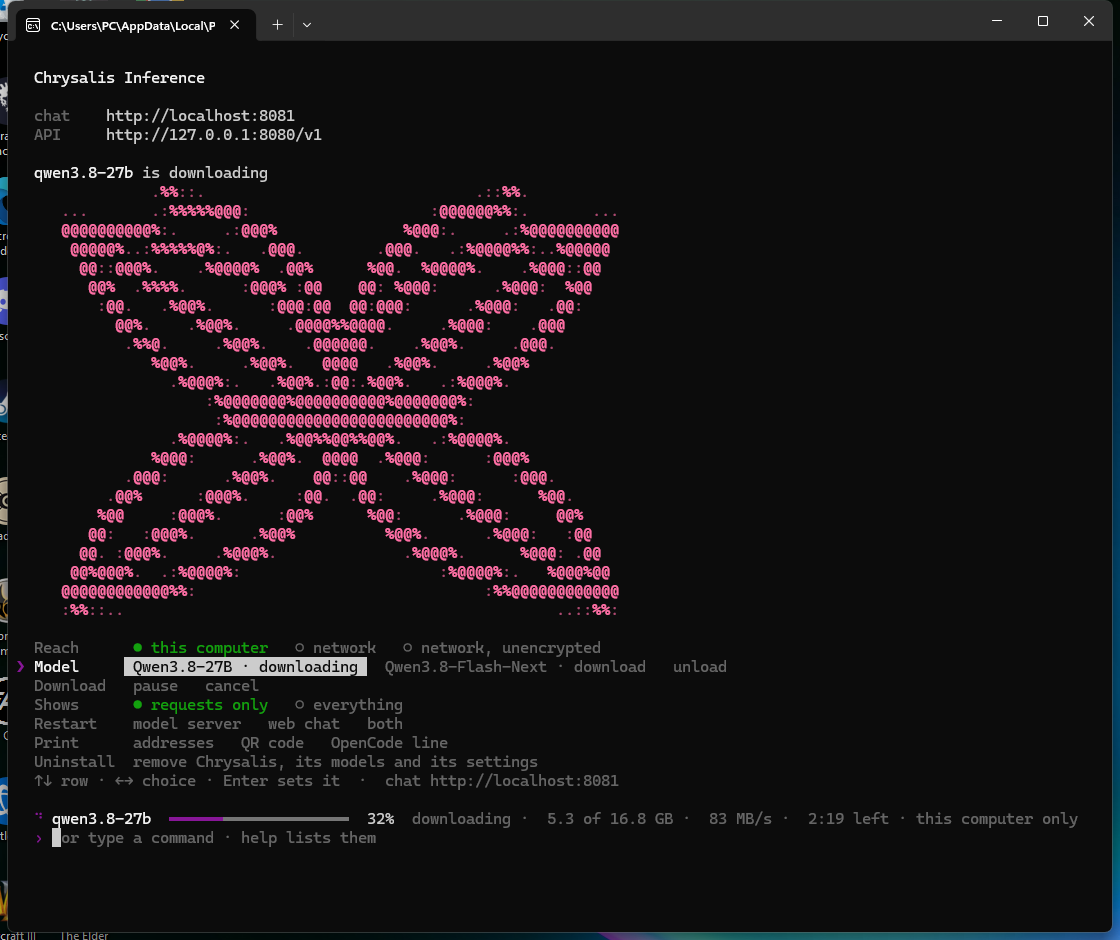 C:\Users\PC\AppData\Local\P
Chrysalis Inference
chat http://localhost:8081
API http://127.0.0.1:8080/v1
qwen3.8-27b is downloading
Reach ● this computer ○ network ○ network, unencrypted
❯ Model Qwen3.8-27B · downloading Qwen3.8-Flash-Next · download unload
Download pause cancel
Shows ● requests only ○ everything
Restart model server web chat both
Print addresses QR code OpenCode line
Uninstall remove Chrysalis, its models and its settings
↑↓ row · ↔ choice · Enter sets it · chat http://localhost:8081
qwen3.8-27b 32% downloading · 5.3 of 16.8 GB · 83 MB/s · 2:19 left · this computer only
› or type a command · help lists them
craft III The Elder